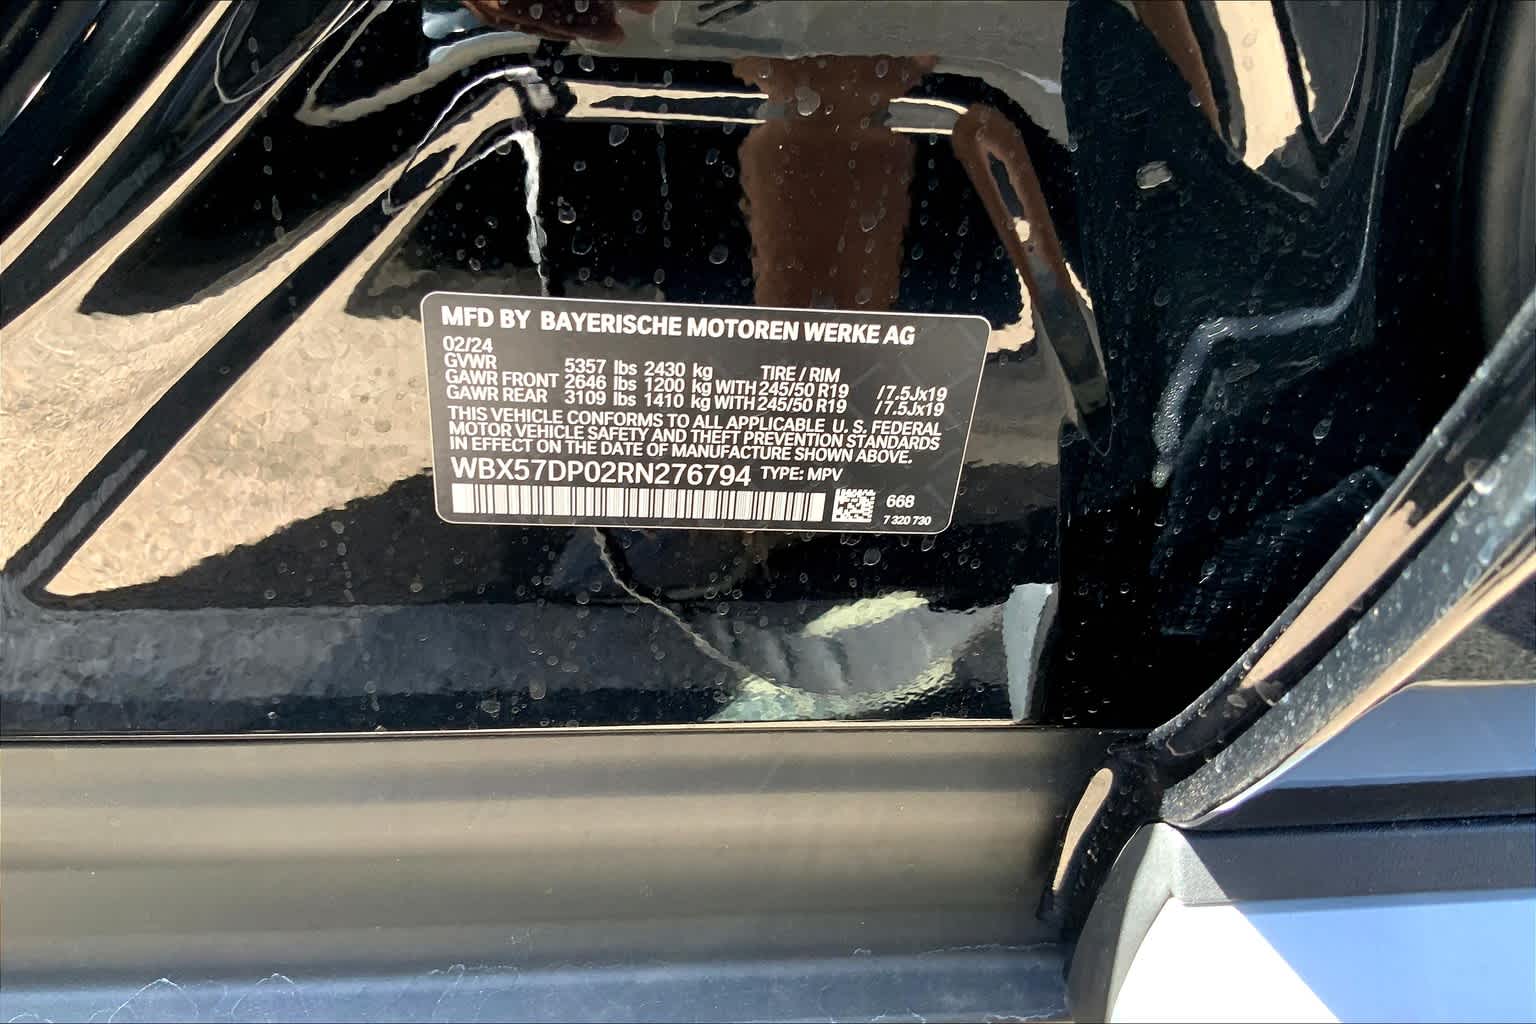 MFD BY BAYERISCHE MOTOREN WERKE AG
02/24
GVWR 5357 lbs 2430 kg TIRE / RIM
GAWR FRONT 2646 lbs 1200 kg WITH 245/50 R19 /7.5Jx19
GAWR REAR 3109 lbs 1410 kg WITH 245/50 R19 /7.5Jx19
THIS VEHICLE CONFORMS TO ALL APPLICABLE U. S. FEDERAL
MOTOR VEHICLE SAFETY AND THEFT PREVENTION STANDARDS
IN EFFECT ON THE DATE OF MANUFACTURE SHOWN ABOVE.
WBX57DP02RN276794 TYPE: MPV
668
7 320 730